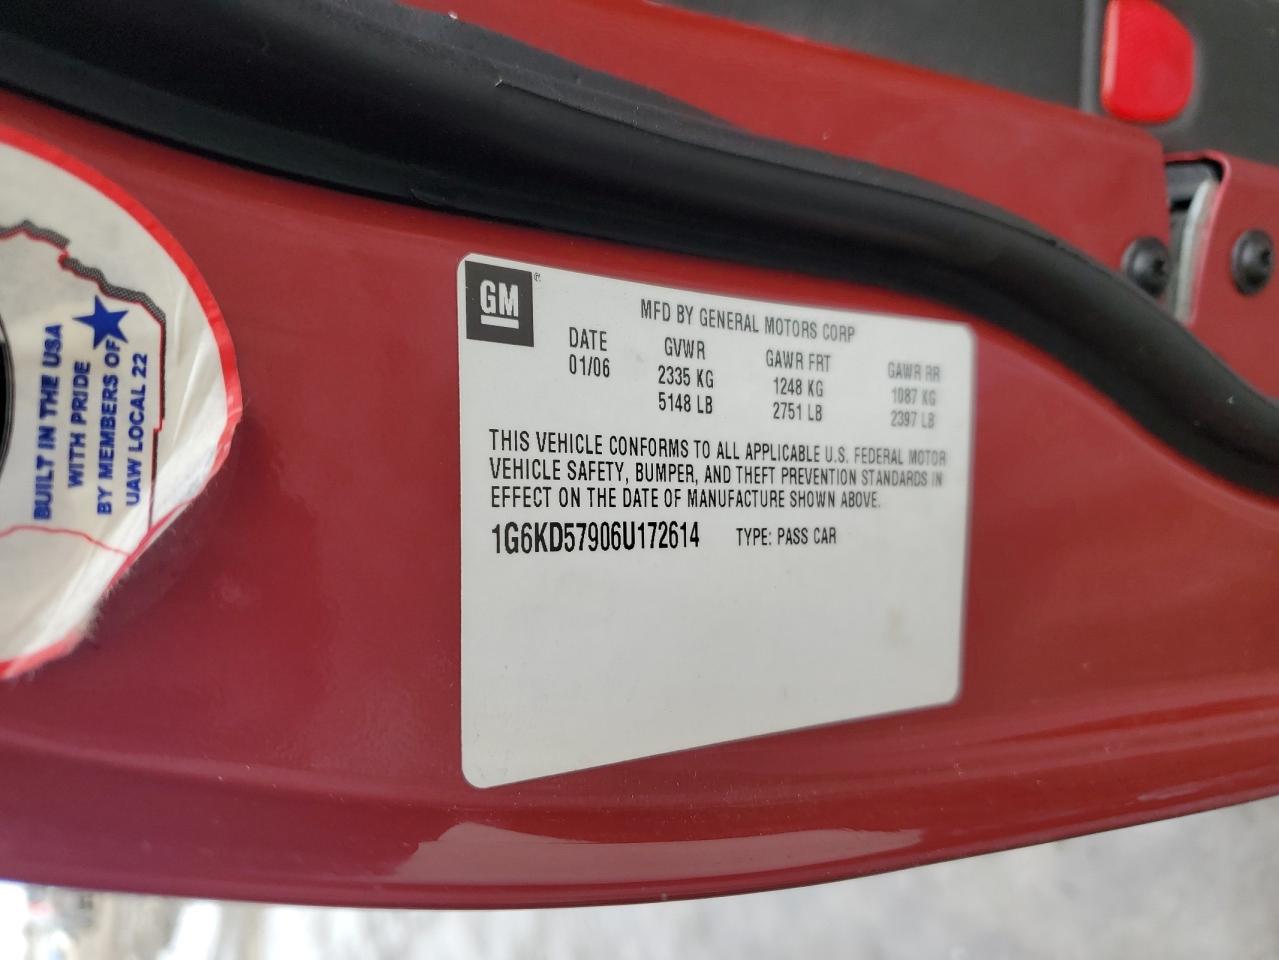 BUILT IN THE USA
WITH PRIDE
BY MEMBERS OF
UAW LOCAL 22
GM
MFD BY GENERAL MOTORS CORP
DATE GVWR GAWR FRT GAWR RR
01/06 2335 KG 1248 KG 1087 KG
5148 LB 2751 LB 2397 LB
THIS VEHICLE CONFORMS TO ALL APPLICABLE U.S. FEDERAL MOTOR
VEHICLE SAFETY, BUMPER, AND THEFT PREVENTION STANDARDS IN
EFFECT ON THE DATE OF MANUFACTURE SHOWN ABOVE.
1G6KD57906U172614 TYPE: PASS CAR